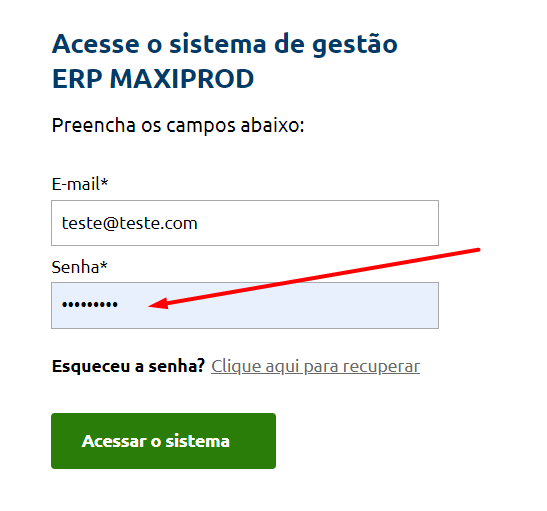 Acesse o sistema de gestão
ERP MAXIPROD
Preencha os campos abaixo:
E-mail*
teste@teste.com
Senha*
•••••••••
Esqueceu a senha? Clique aqui para recuperar
Acessar o sistema